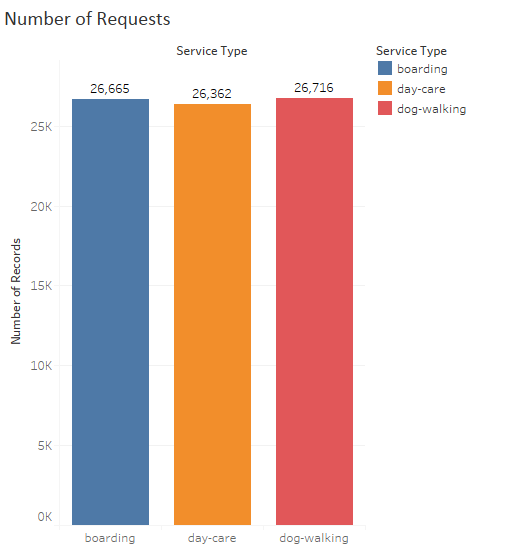 Number of Requests
Service Type
Service Type
boarding
day-care
dog-walking
26,665
26,362
26,716
25K
20K
15K
10K
5K
0K
Number of Records
boarding
day-care
dog-walking